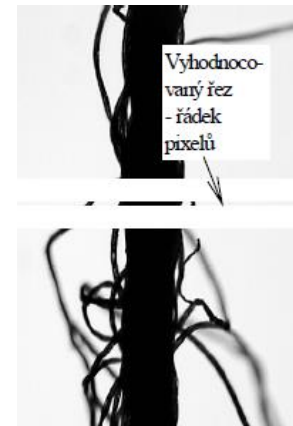 Vyhodnoco-
vaný řez
- řádek
pixelů